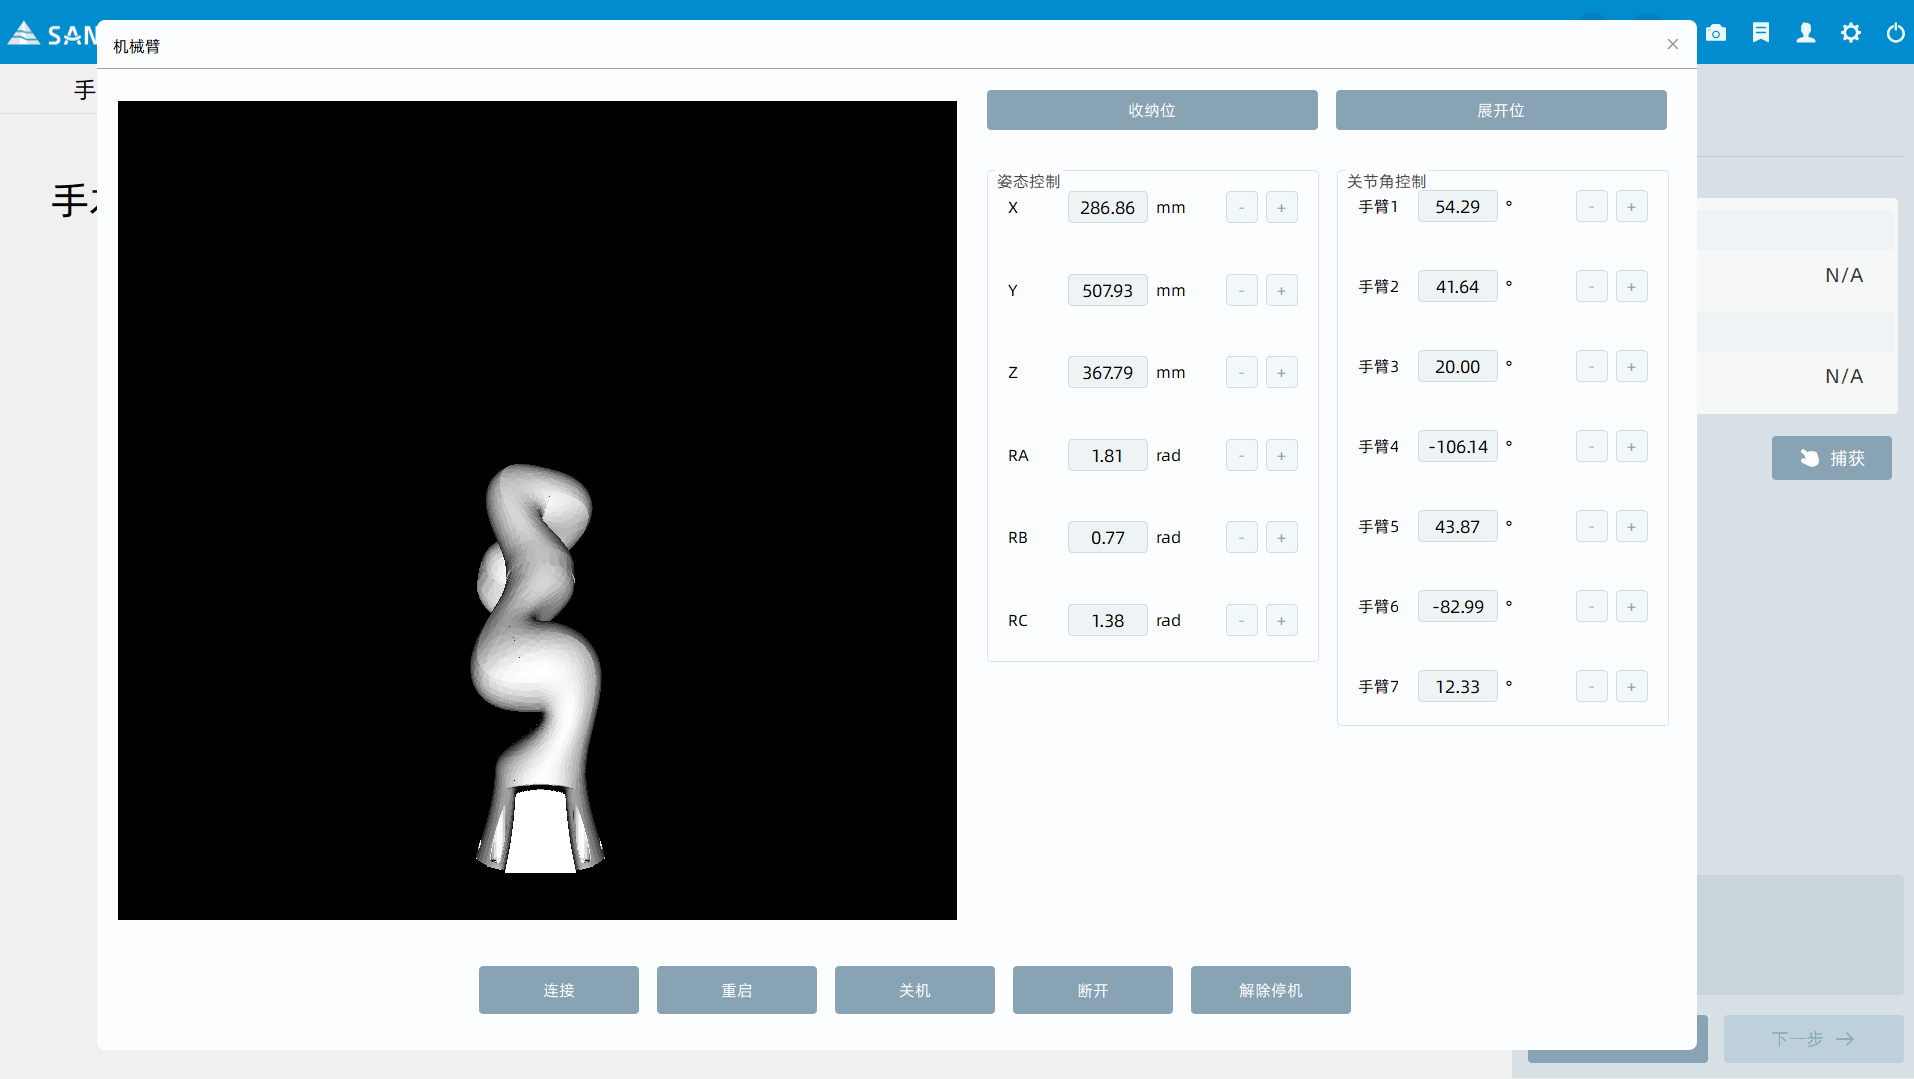 SAN
机械臂
手
手
收纳位
展开位
姿态控制
X 286.86 mm - +
Y 507.93 mm - +
Z 367.79 mm - +
RA 1.81 rad - +
RB 0.77 rad - +
RC 1.38 rad - +
关节角控制
手臂1 54.29 ° - +
手臂2 41.64 ° - +
手臂3 20.00 ° - +
手臂4 -106.14 ° - +
手臂5 43.87 ° - +
手臂6 -82.99 ° - +
手臂7 12.33 ° - +
N/A
N/A
捕获
连接
重启
关机
断开
解除停机
下一步